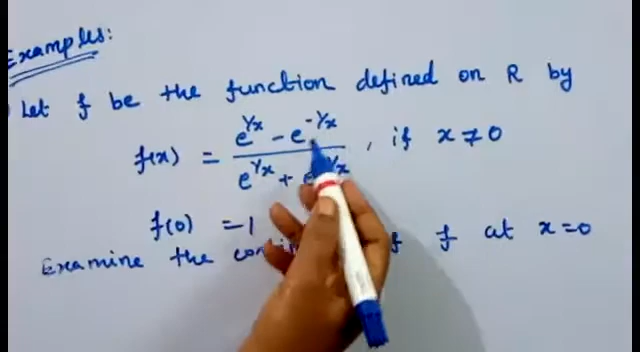 Examples:
Let f be the function defined on R by
f(x) = (e^{1/x} - e^{-1/x}) / (e^{1/x} + e^{1/x}), if x ≠ 0
f(0) = 1
Examine the f f at x=0